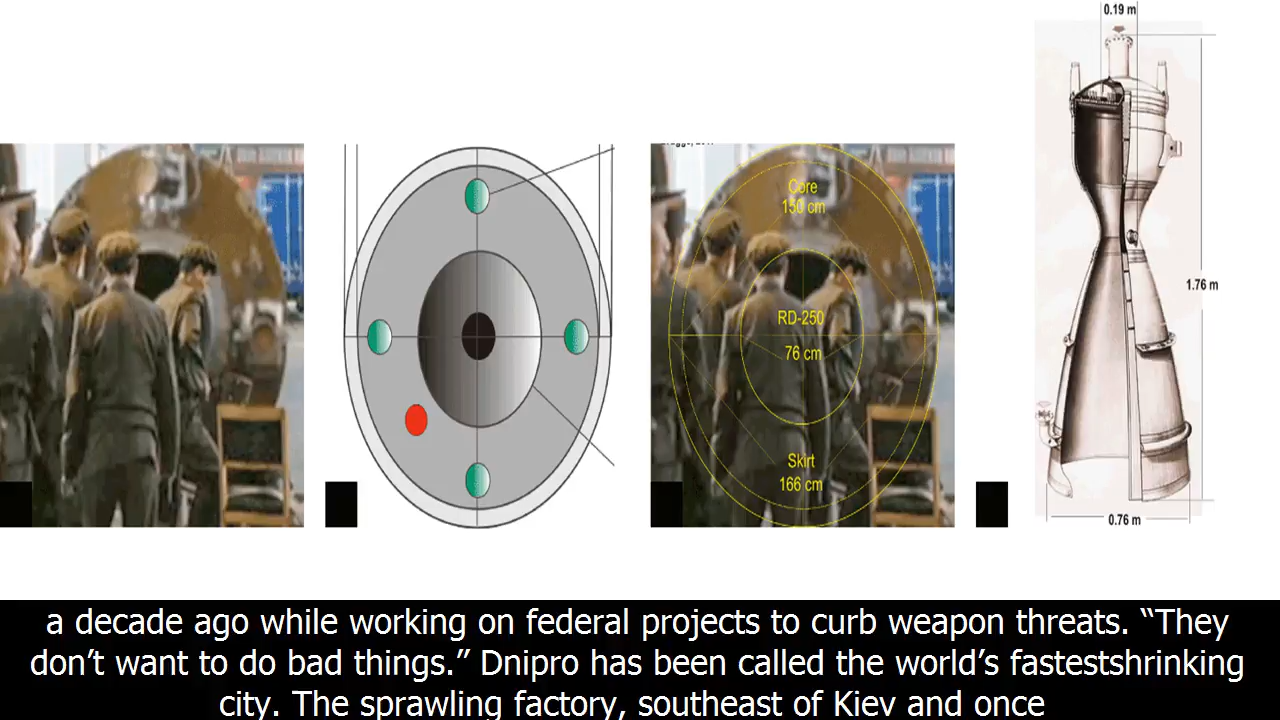 0.19 m
Core
150 cm
RD-250
76 cm
Skirt
166 cm
1.76 m
0.76 m
a decade ago while working on federal projects to curb weapon threats. “They
don’t want to do bad things.” Dnipro has been called the world’s fastestshrinking
city. The sprawling factory, southeast of Kiev and once